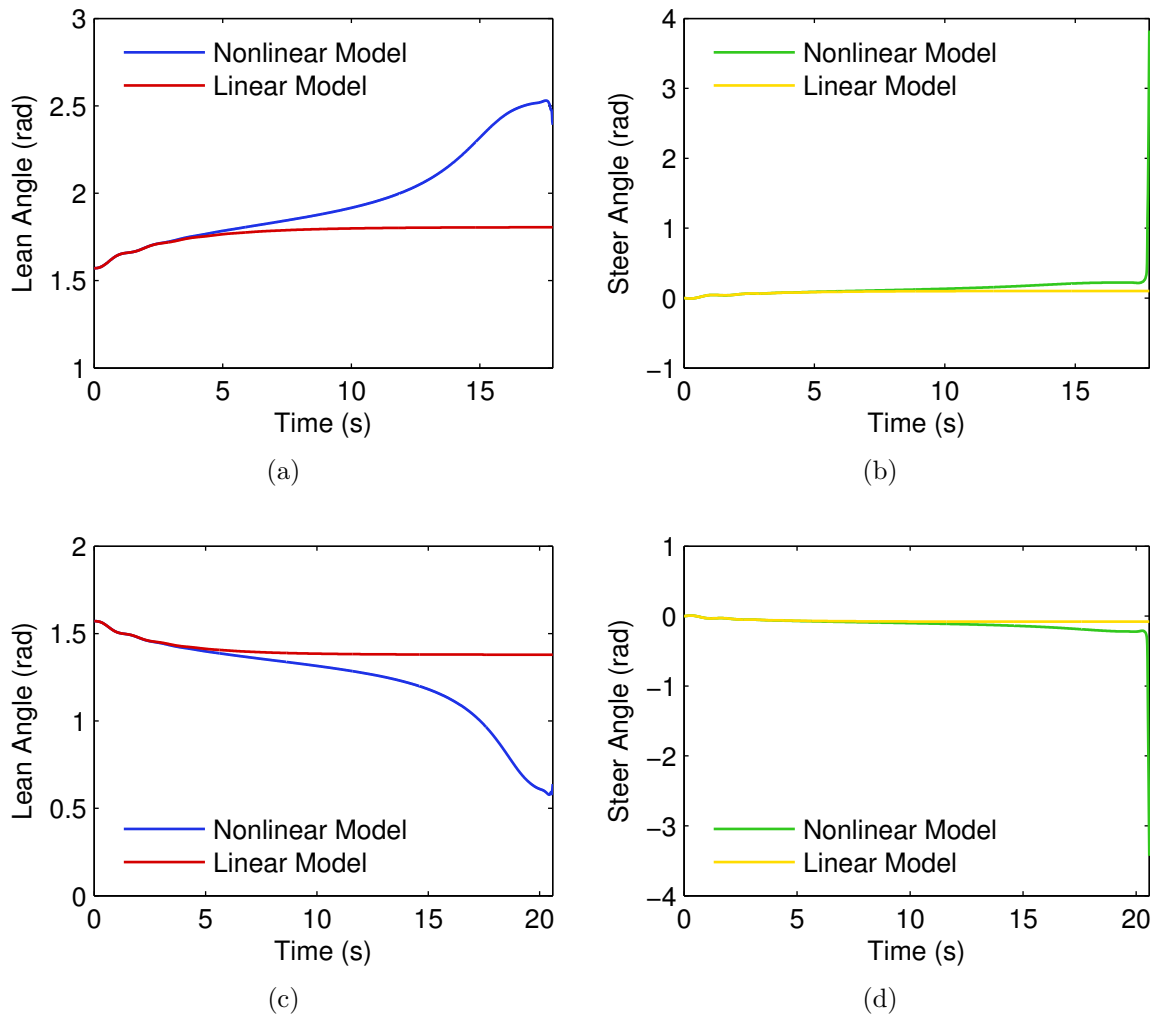 3
2.5
2
1.5
1
0
5
10
15
Lean Angle (rad)
Time (s)
Nonlinear Model
Linear Model
(a)
4
3
2
1
0
−1
0
5
10
15
Steer Angle (rad)
Time (s)
Nonlinear Model
Linear Model
(b)
2
1.5
1
0.5
0
0
5
10
15
20
Lean Angle (rad)
Time (s)
Nonlinear Model
Linear Model
(c)
1
0
−1
−2
−3
−4
0
5
10
15
20
Steer Angle (rad)
Time (s)
Nonlinear Model
Linear Model
(d)